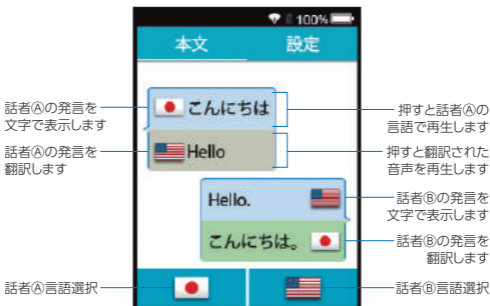 100%
本文
設定
こんにちは
Hello
Hello.
こんにちは。
話者Ⓐの発言を
文字で表示します
話者Ⓐの発言を
翻訳します
話者Ⓐ言語選択
押すと話者Ⓐの
言語で再生します
押すと翻訳された
音声を再生します
話者Ⓑの発言を
文字で表示します
話者Ⓑの発言を
翻訳します
話者Ⓑ言語選択